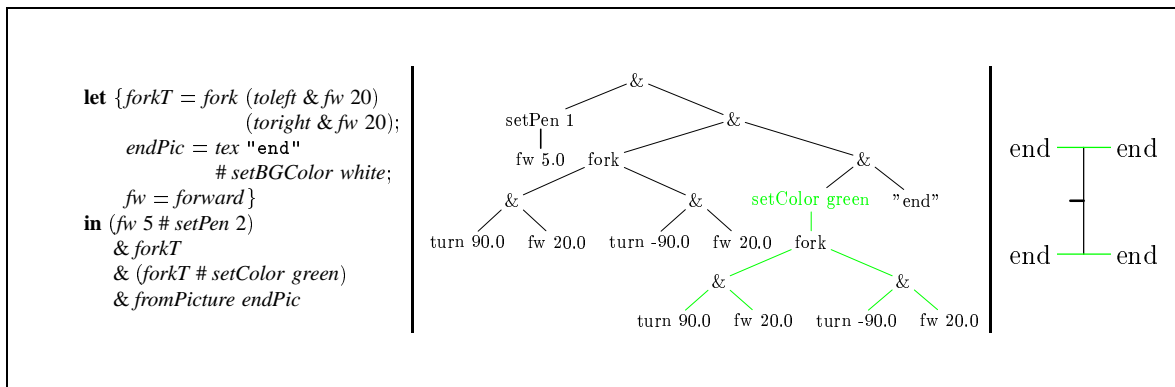 let {forkT = fork (toleft & fw 20)
(toright & fw 20);
endPic = tex "end"
# setBGColor white;
fw = forward}
in (fw 5 # setPen 2)
& forkT
& (forkT # setColor green)
& fromPicture endPic
&
setPen 1 &
fw 5.0 fork &
& & setColor green "end"
turn 90.0 fw 20.0 turn -90.0 fw 20.0 fork
& &
turn 90.0 fw 20.0 turn -90.0 fw 20.0
end end
end end